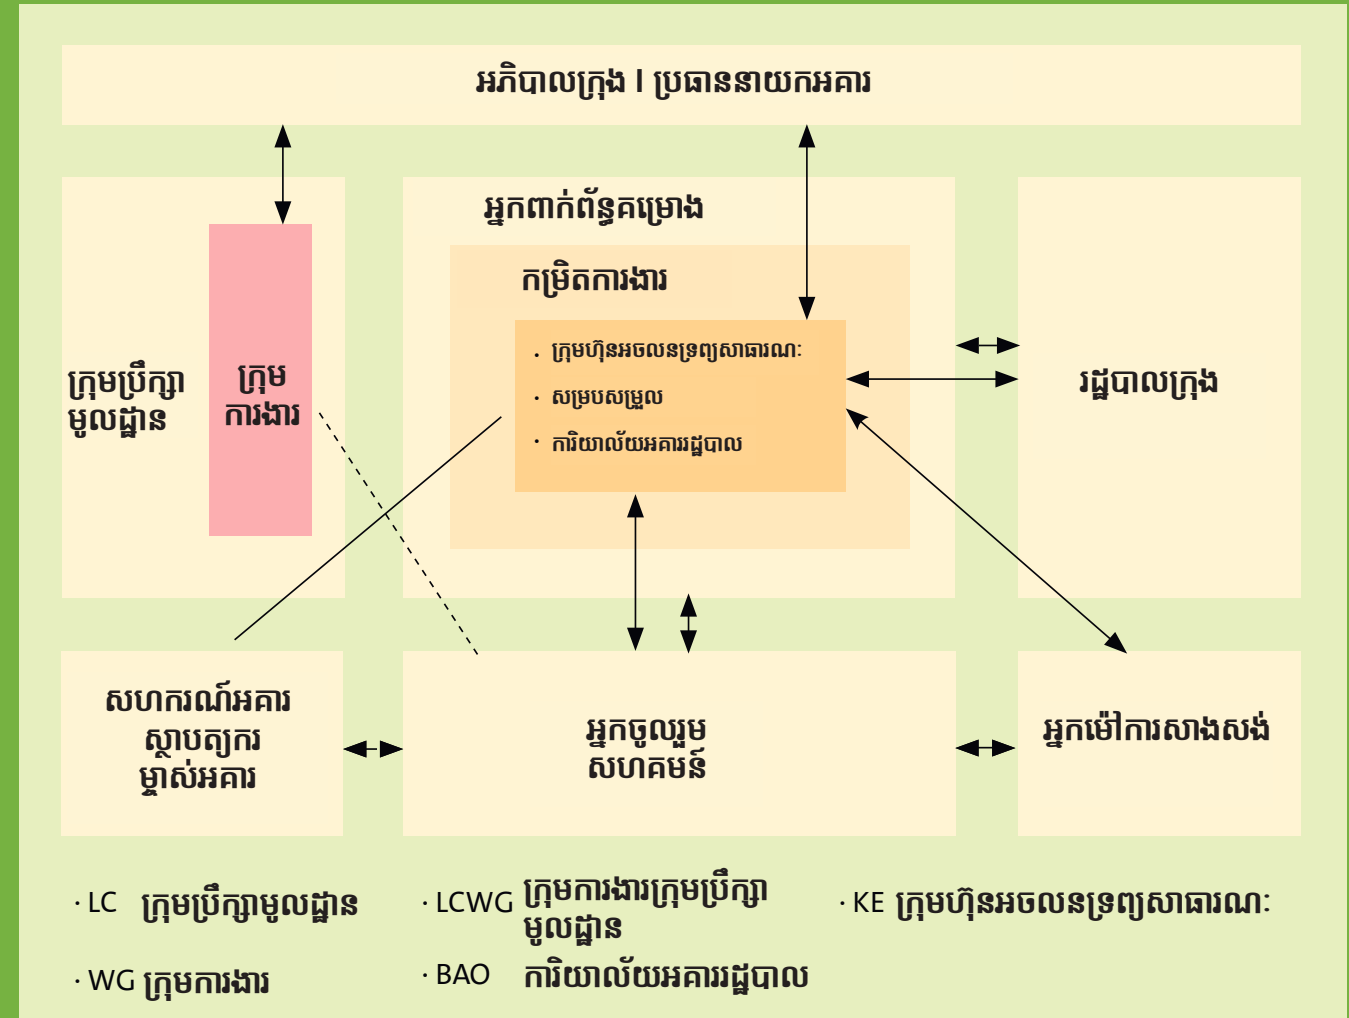 អភិបាលក្រុង | ប្រធាននាយកអគារ
អ្នកពាក់ព័ន្ធគម្រោង
កម្រិតការងារ
· ក្រុមហ៊ុនអចលនទ្រព្យសាធារណៈ
· សម្របសម្រួល
· ការិយាល័យអគាររដ្ឋបាល
ក្រុមប្រឹក្សា
មូលដ្ឋាន
ក្រុម
ការងារ
រដ្ឋបាលក្រុង
សហករណ៍អគារ
ស្ថាបត្យករ
ម្ចាស់អគារ
អ្នកចូលរួម
សហគមន៍
អ្នកម៉ៅការសាងសង់
· LC ក្រុមប្រឹក្សាមូលដ្ឋាន
· WG ក្រុមការងារ
· LCWG ក្រុមការងារក្រុមប្រឹក្សា
មូលដ្ឋាន
· BAO ការិយាល័យអគាររដ្ឋបាល
· KE ក្រុមហ៊ុនអចលនទ្រព្យសាធារណៈ